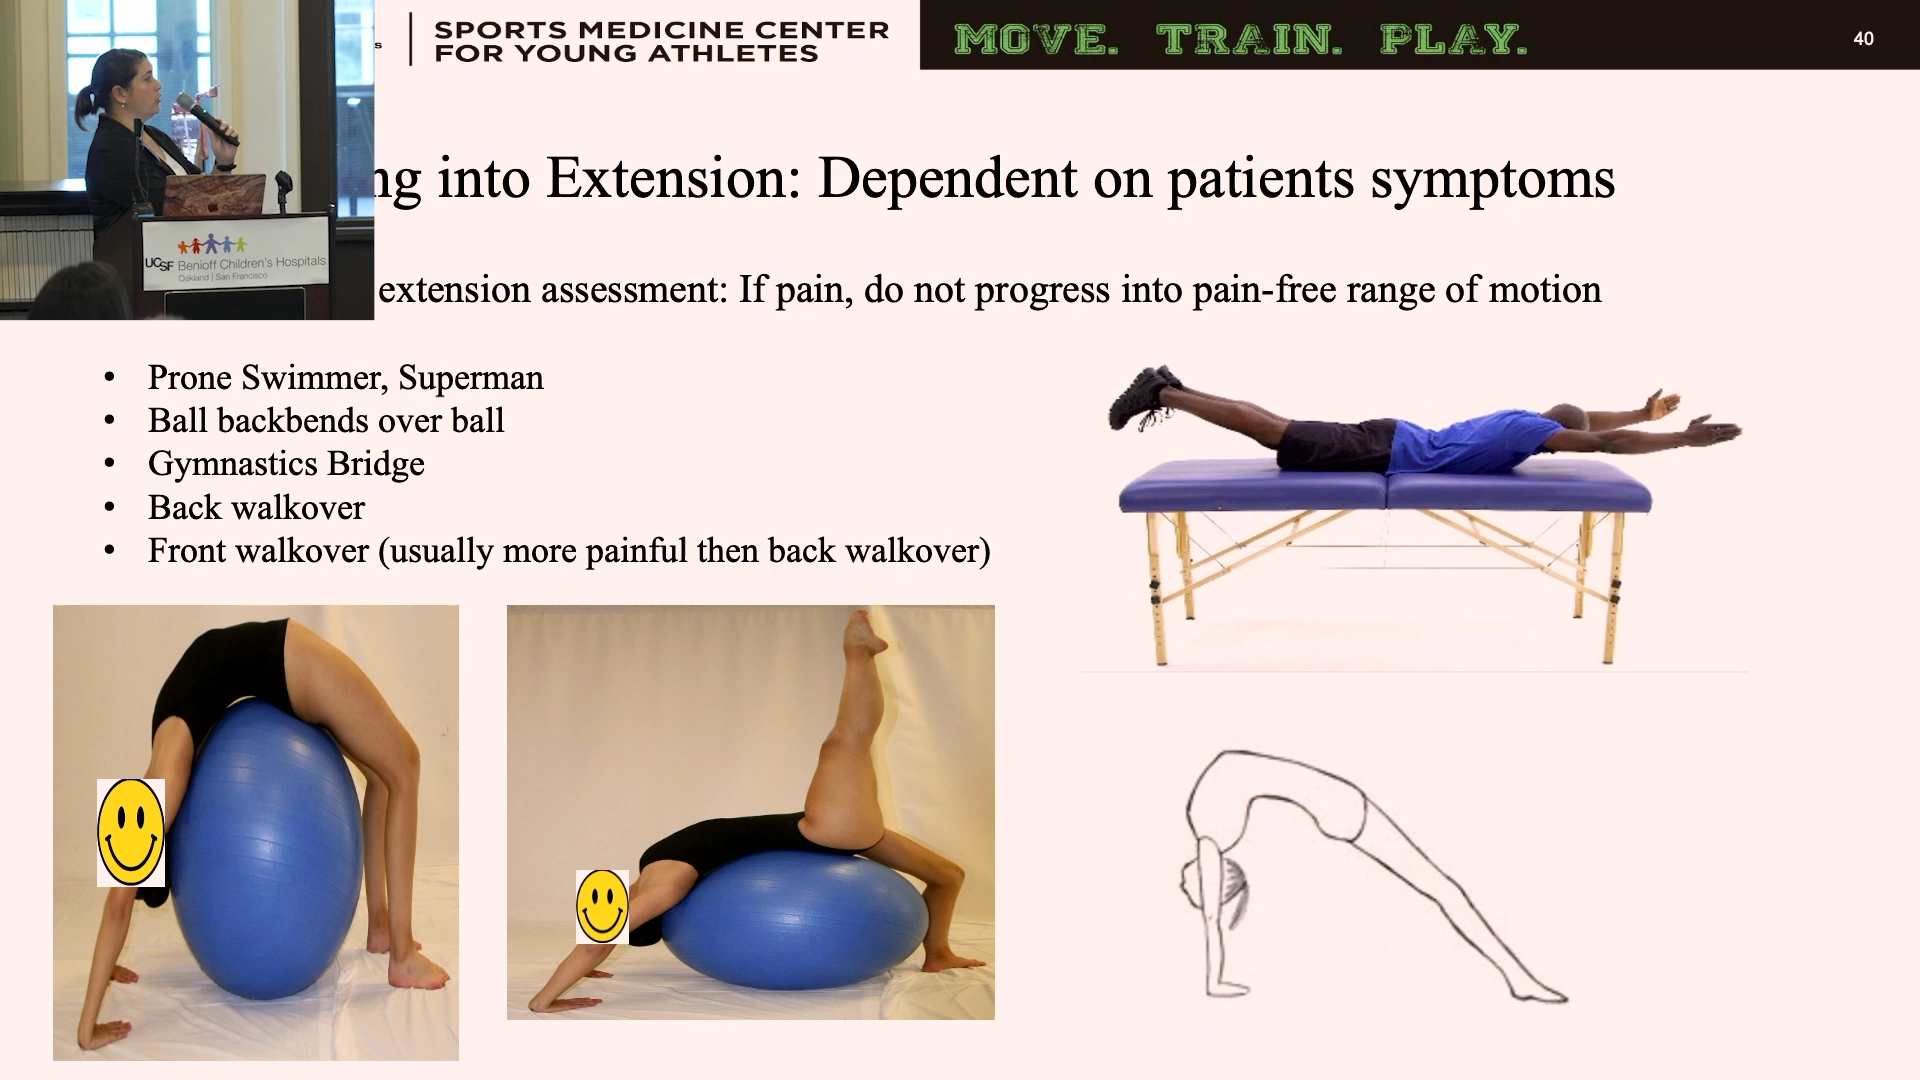 s
SPORTS MEDICINE CENTER
FOR YOUNG ATHLETES
MOVE. TRAIN. PLAY.
40
ng into Extension: Dependent on patients symptoms
extension assessment: If pain, do not progress into pain-free range of motion
• Prone Swimmer, Superman
• Ball backbends over ball
• Gymnastics Bridge
• Back walkover
• Front walkover (usually more painful then back walkover)
UCSF Benioff Children's Hospitals
Oakland | San Francisco